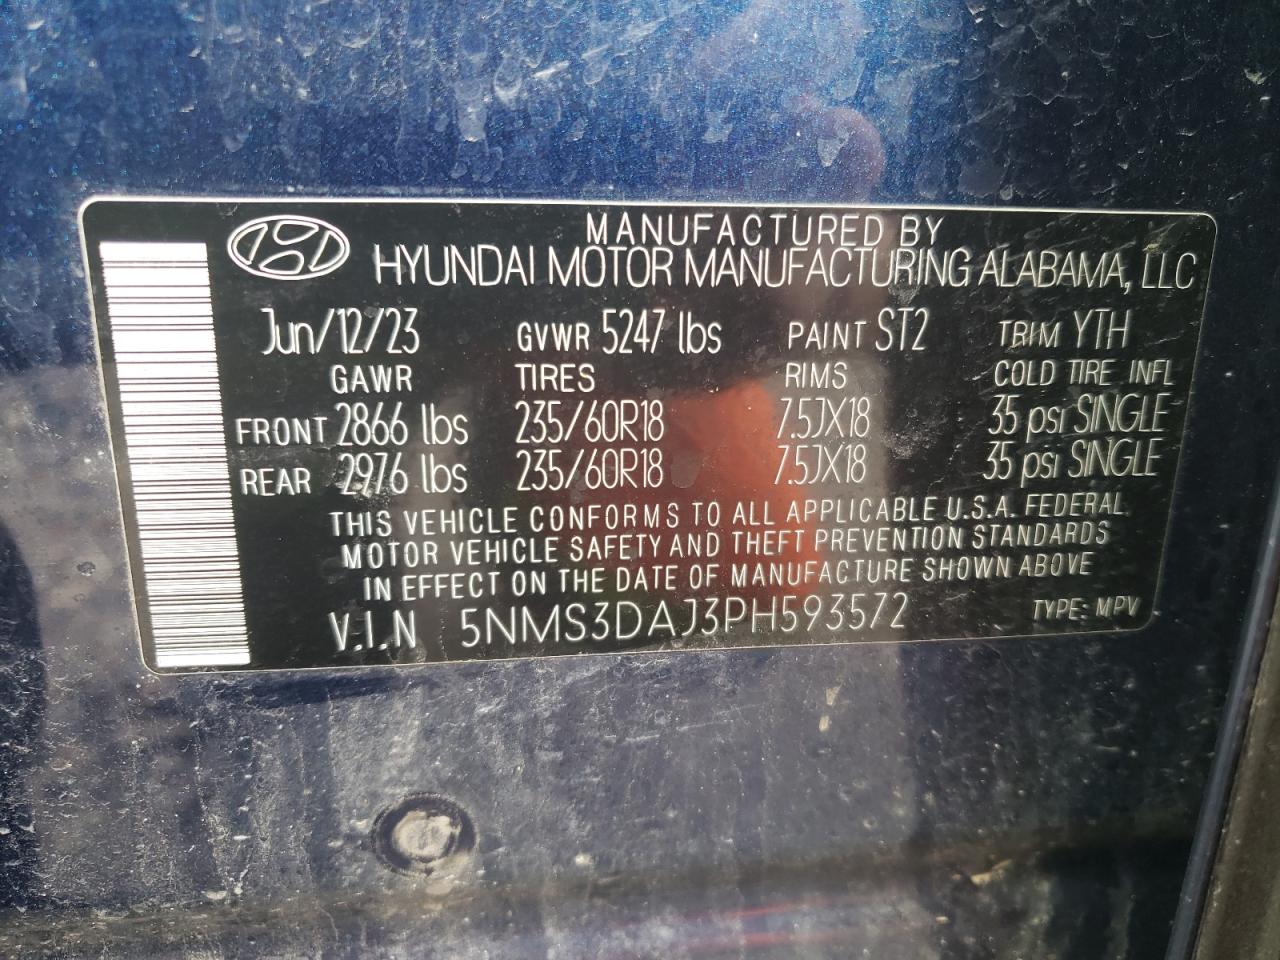 MANUFACTURED BY
HYUNDAI MOTOR MANUFACTURING ALABAMA, LLC
Jun/12/23 GVWR 5247 lbs PAINT ST2 TRIM YTH
GAWR TIRES RIMS COLD TIRE INFL
FRONT 2866 lbs 235/60R18 7.5JX18 35 psi SINGLE
REAR 2976 lbs 235/60R18 7.5JX18 35 psi SINGLE
THIS VEHICLE CONFORMS TO ALL APPLICABLE U.S.A. FEDERAL
MOTOR VEHICLE SAFETY AND THEFT PREVENTION STANDARDS
IN EFFECT ON THE DATE OF MANUFACTURE SHOWN ABOVE
V.I.N 5NMS3DAJ3PH593572 TYPE: MPV